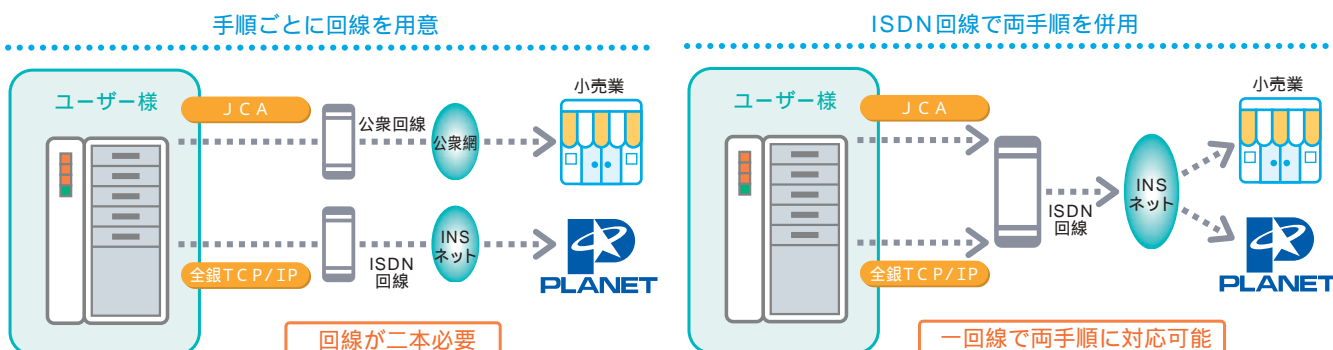 手順ごとに回線を用意
ユーザー様
JCA
公衆回線
公衆網
小売業
全銀TCP/IP
ISDN
回線
INS
ネット
PLANET
回線が二本必要
ISDN回線で両手順を併用
ユーザー様
JCA
全銀TCP/IP
ISDN
回線
INS
ネット
小売業
PLANET
一回線で両手順に対応可能